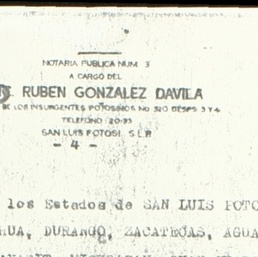 NOTARIA PUBLICA NUM. 3
A CARGO DEL
RUBEN GONZALEZ DAVILA
DE LOS INSURGENTES POTOSINOS NO 320 DESPS 3 Y 4
TELEFONO 20-93
SAN LUIS POTOSI. S.L.P.
- 4 -
los Estados de SAN LUIS POTO
HUA, DURANGO, ZACATECAS, AGUA